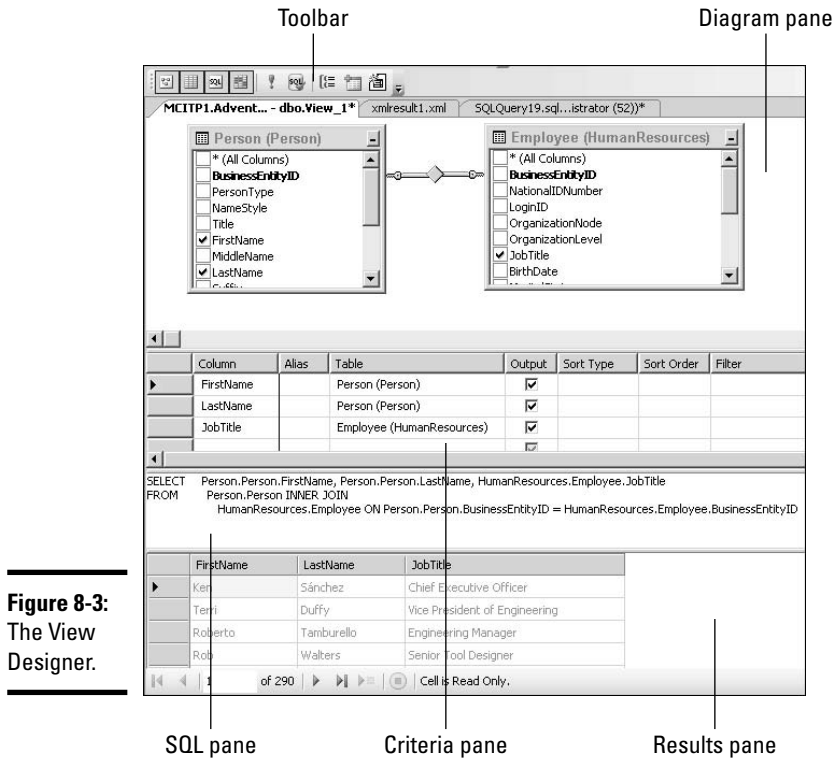 Toolbar
Diagram pane
SQL
SQL
MCITP1.Advent... - dbo.View_1*
xmlresult1.xml
SQLQuery19.sql...istrator (52))*
Person (Person)
* (All Columns)
BusinessEntityID
PersonType
NameStyle
Title
FirstName
MiddleName
LastName
Employee (HumanResources)
* (All Columns)
BusinessEntityID
NationalIDNumber
LoginID
OrganizationNode
OrganizationLevel
JobTitle
BirthDate
Column Alias Table Output Sort Type Sort Order Filter
FirstName Person (Person)
LastName Person (Person)
JobTitle Employee (HumanResources)
SELECT Person.Person.FirstName, Person.Person.LastName, HumanResources.Employee.JobTitle
FROM Person.Person INNER JOIN
HumanResources.Employee ON Person.Person.BusinessEntityID = HumanResources.Employee.BusinessEntityID
FirstName LastName JobTitle
Ken Sánchez Chief Executive Officer
Terri Duffy Vice President of Engineering
Roberto Tamburello Engineering Manager
Rob Walters Senior Tool Designer
1 of 290 Cell is Read Only.
Figure 8-3:
The View
Designer.
SQL pane
Criteria pane
Results pane